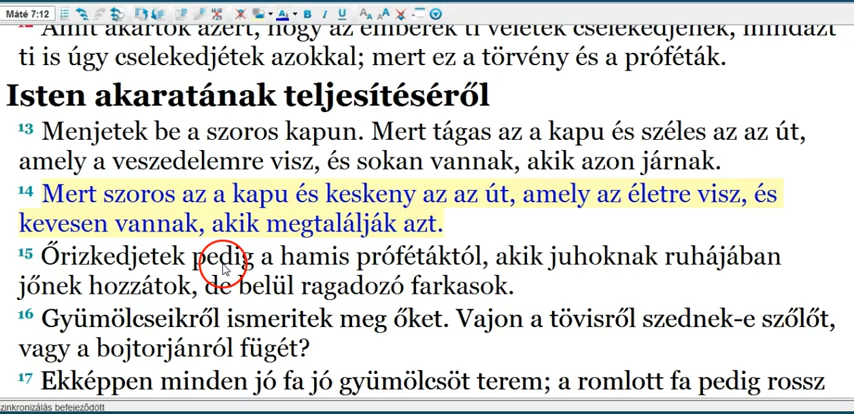 Máté 7:12
12 Amit akartok azért, hogy az emberek ti veletek cselekedjenek, mindazt
ti is úgy cselekedjétek azokkal; mert ez a törvény és a próféták.
Isten akaratának teljesítéséről
13 Menjetek be a szoros kapun. Mert tágas az a kapu és széles az az út,
amely a veszedelemre visz, és sokan vannak, akik azon járnak.
14 Mert szoros az a kapu és keskeny az az út, amely az életre visz, és
kevesen vannak, akik megtalálják azt.
15 Őrizkedjetek pedig a hamis prófétáktól, akik juhoknak ruhájában
jőnek hozzátok, de belül ragadozó farkasok.
16 Gyümölcseikről ismeritek meg őket. Vajon a tövisről szednek-e szőlőt,
vagy a bojtorjánról fügét?
17 Ekképpen minden jó fa jó gyümölcsöt terem; a romlott fa pedig rossz
zinkronizálás befejeződött